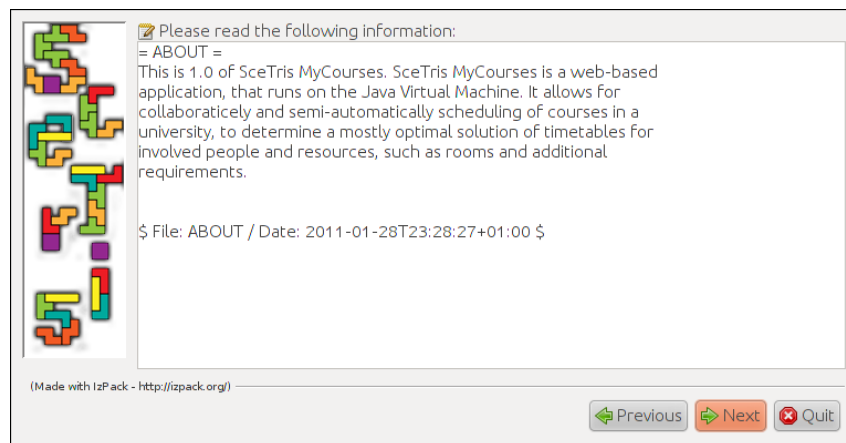 Please read the following information:
= ABOUT =
This is 1.0 of SceTris MyCourses. SceTris MyCourses is a web-based
application, that runs on the Java Virtual Machine. It allows for
collaboraticely and semi-automatically scheduling of courses in a
university, to determine a mostly optimal solution of timetables for
involved people and resources, such as rooms and additional
requirements.
$ File: ABOUT / Date: 2011-01-28T23:28:27+01:00 $
SceTris
(Made with IzPack - http://izpack.org/)
Previous
Next
Quit